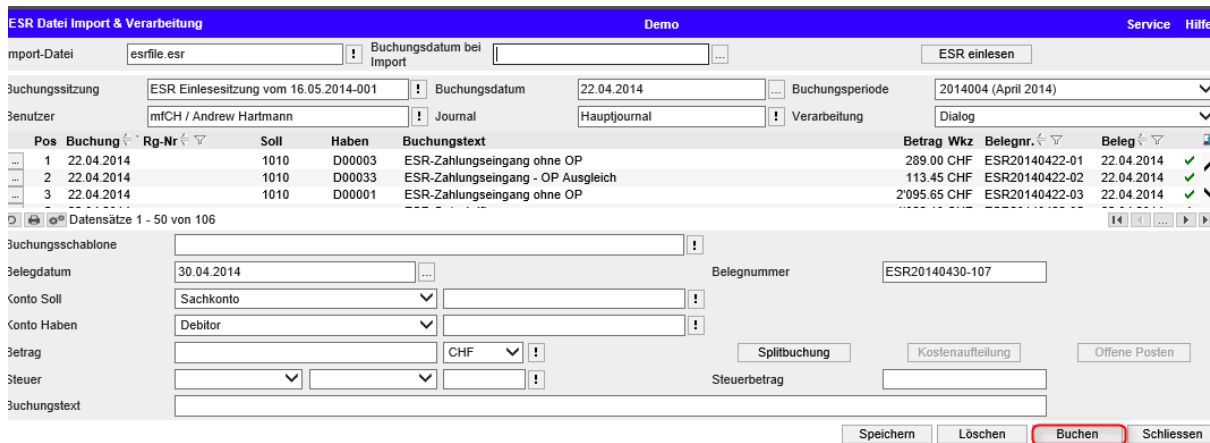 ESR Datei Import & Verarbeitung Demo Service Hilfe
mport-Datei esrfile.esr ! Buchungsdatum bei Import ... ESR einlesen
Buchungssitzung ESR Einlesesitzung vom 16.05.2014-001 ! Buchungsdatum 22.04.2014 ... Buchungsperiode 2014004 (April 2014)
Benutzer mfCH / Andrew Hartmann ! Journal Hauptjournal ! Verarbeitung Dialog
Pos Buchung Rg-Nr Soll Haben Buchungstext Betrag Wkz Belegnr. Beleg
... 1 22.04.2014 1010 D00003 ESR-Zahlungseingang ohne OP 289.00 CHF ESR20140422-01 22.04.2014
... 2 22.04.2014 1010 D00033 ESR-Zahlungseingang - OP Ausgleich 113.45 CHF ESR20140422-02 22.04.2014
... 3 22.04.2014 1010 D00001 ESR-Zahlungseingang ohne OP 2'095.65 CHF ESR20140422-03 22.04.2014
Datensätze 1 - 50 von 106 ...
Buchungsschablone !
Belegdatum 30.04.2014 ... Belegnummer ESR20140430-107
Konto Soll Sachkonto !
Konto Haben Debitor !
Betrag CHF ! Splitbuchung Kostenaufteilung Offene Posten
Steuer ! Steuerbetrag
Buchungstext
Speichern Löschen Buchen Schliessen